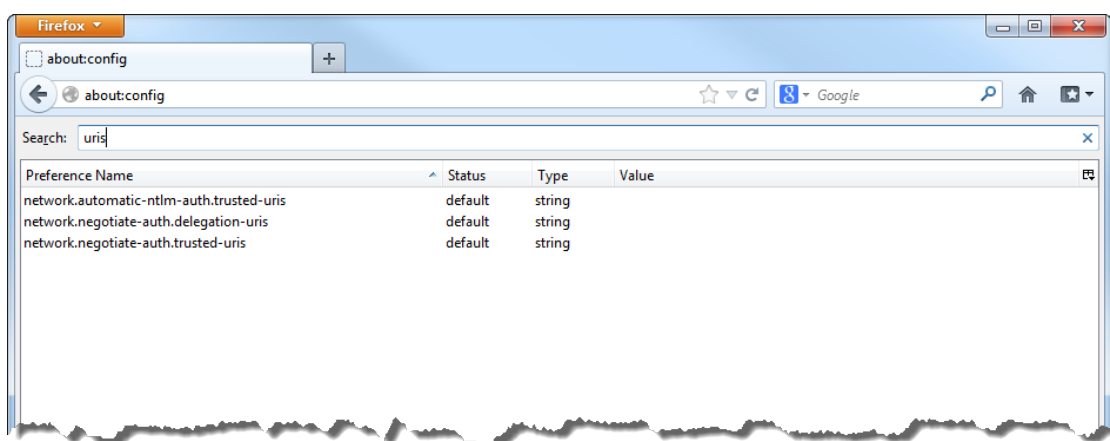 Firefox
about:config
about:config
Google
Search: uris
Preference Name Status Type Value
network.automatic-ntlm-auth.trusted-uris default string
network.negotiate-auth.delegation-uris default string
network.negotiate-auth.trusted-uris default string